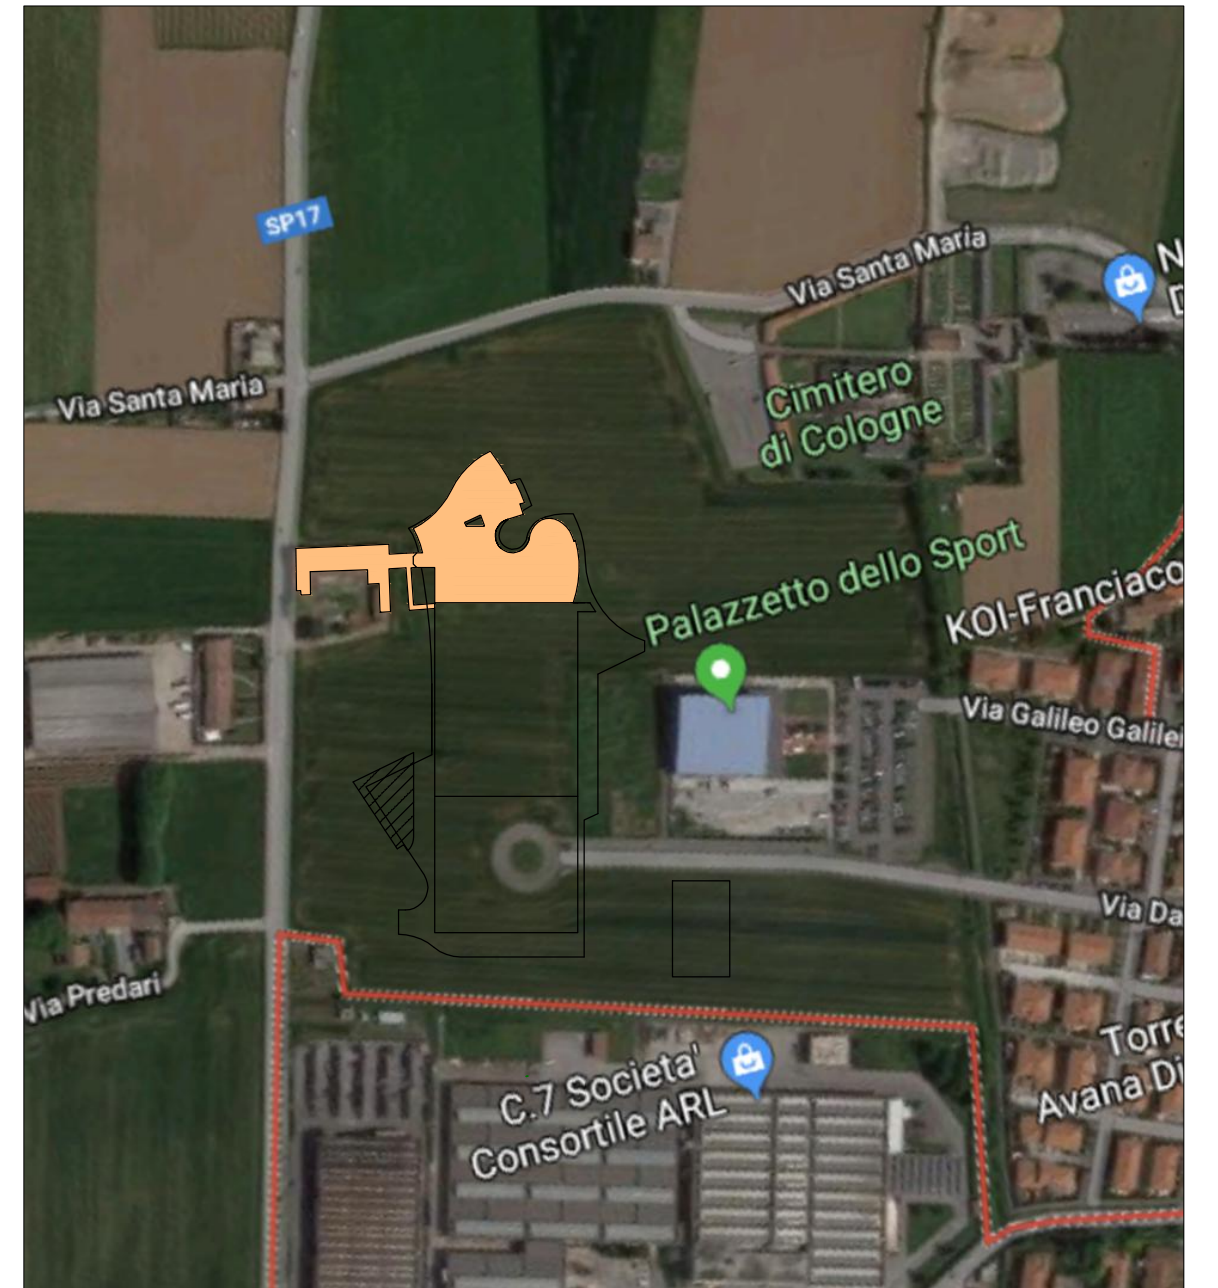 SP17
Via Santa Maria
N
D
Via Santa Maria
Cimitero
di Cologne
Palazzetto dello Sport
KOI-Franciaco
Via Galileo Galilei
Via Da
Via Predari
C.7 Societa'
Consortile ARL
Torre
Avana Di